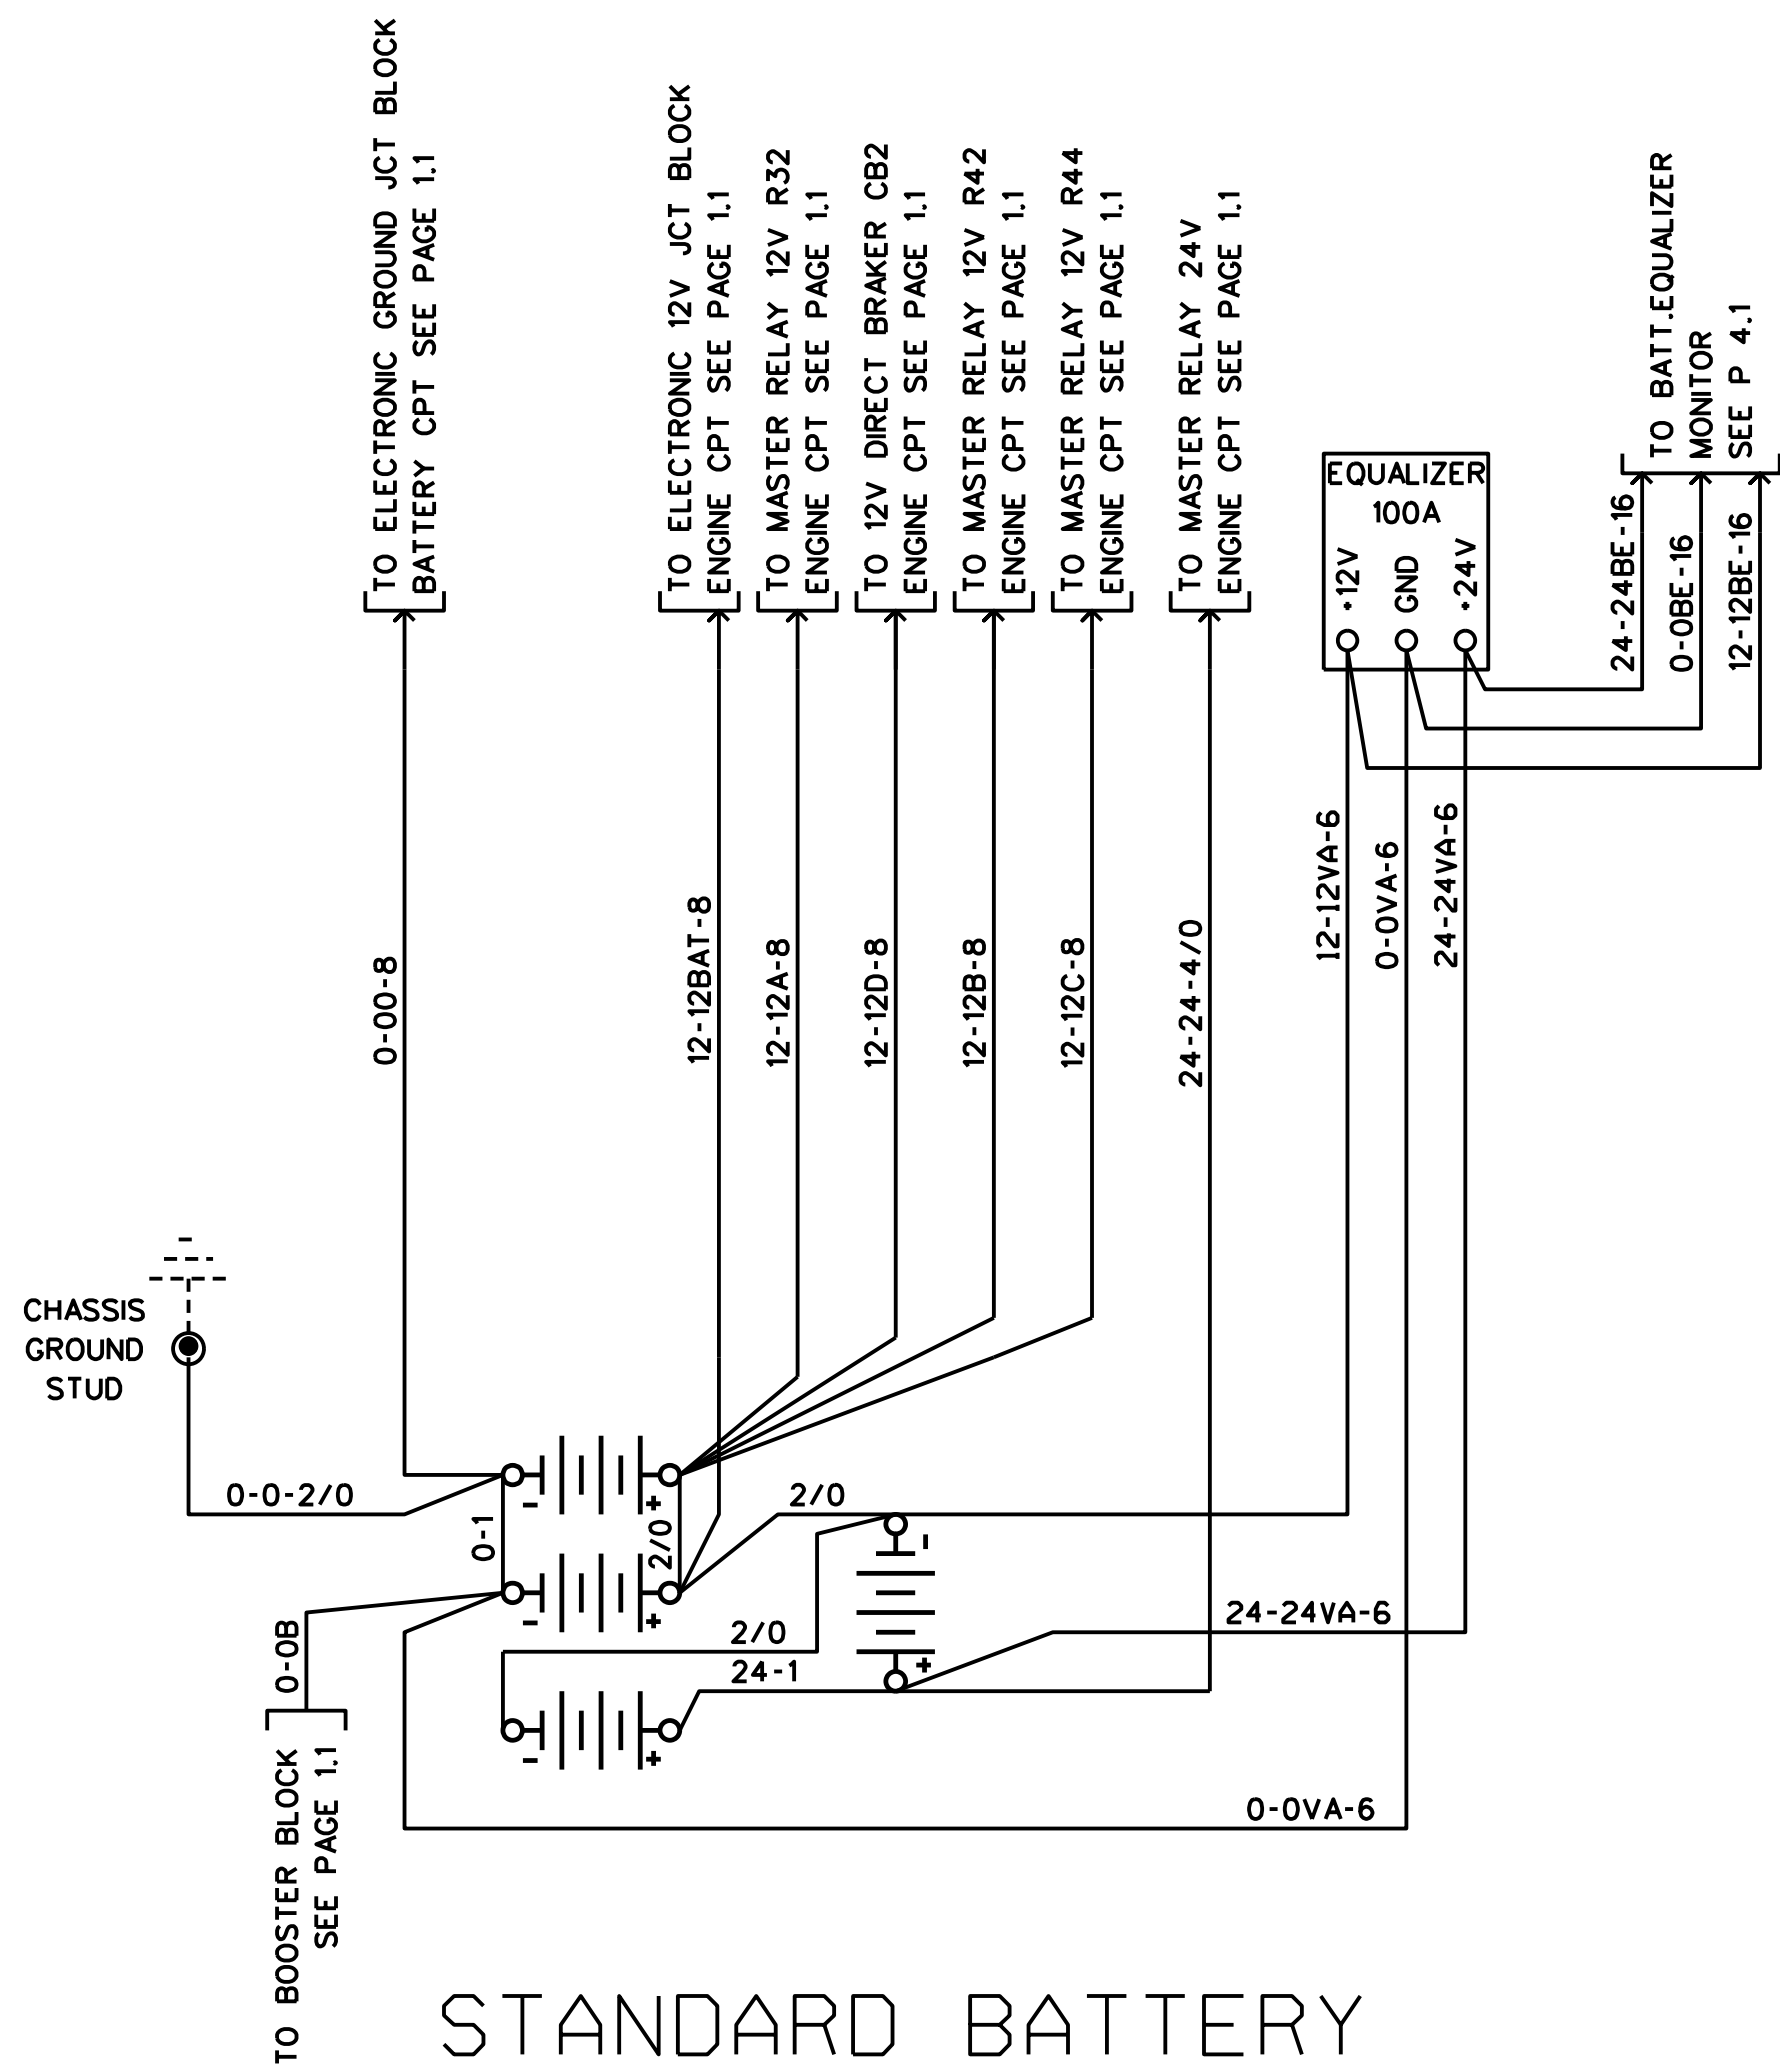 TO ELECTRONIC GROUND JCT BLOCK
BATTERY CPT SEE PAGE 1.1
TO ELECTRONIC 12V JCT BLOCK
ENGINE CPT SEE PAGE 1.1
TO MASTER RELAY 12V R32
ENGINE CPT SEE PAGE 1.1
TO 12V DIRECT BRAKER CB2
ENGINE CPT SEE PAGE 1.1
TO MASTER RELAY 12V R42
ENGINE CPT SEE PAGE 1.1
TO MASTER RELAY 12V R44
ENGINE CPT SEE PAGE 1.1
TO MASTER RELAY 24V
ENGINE CPT SEE PAGE 1.1
EQUALIZER
100A
+12V
GND
+24V
TO BATT.EQUALIZER
MONITOR
SEE P 4.1
24-24BE-16
0-0BE-16
12-12BE-16
0-00-8
12-12BAT-8
12-12A-8
12-12D-8
12-12B-8
12-12C-8
24-24-4/0
12-12VA-6
0-0VA-6
24-24VA-6
CHASSIS
GROUND
STUD
0-0-2/0
0-1
-
+
2/0
2/0
-
-
+
+
24-24VA-6
0-0B
2/0
24-1
-
+
0-0VA-6
TO BOOSTER BLOCK
SEE PAGE 1.1
STANDARD BATTERY